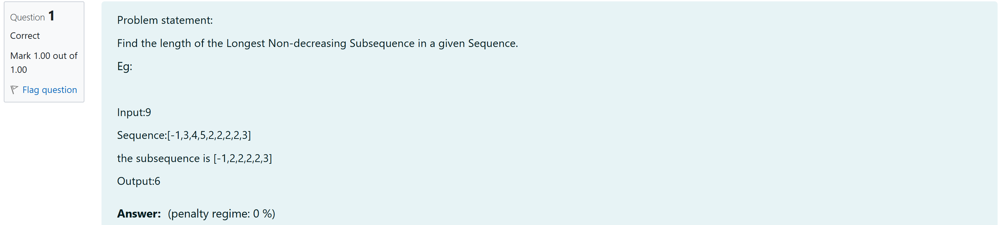 Question 1
Correct
Mark 1.00 out of
1.00
Flag question
Problem statement:
Find the length of the Longest Non-decreasing Subsequence in a given Sequence.
Eg:
Input:9
Sequence:[-1,3,4,5,2,2,2,2,3]
the subsequence is [-1,2,2,2,2,3]
Output:6
Answer: (penalty regime: 0 %)